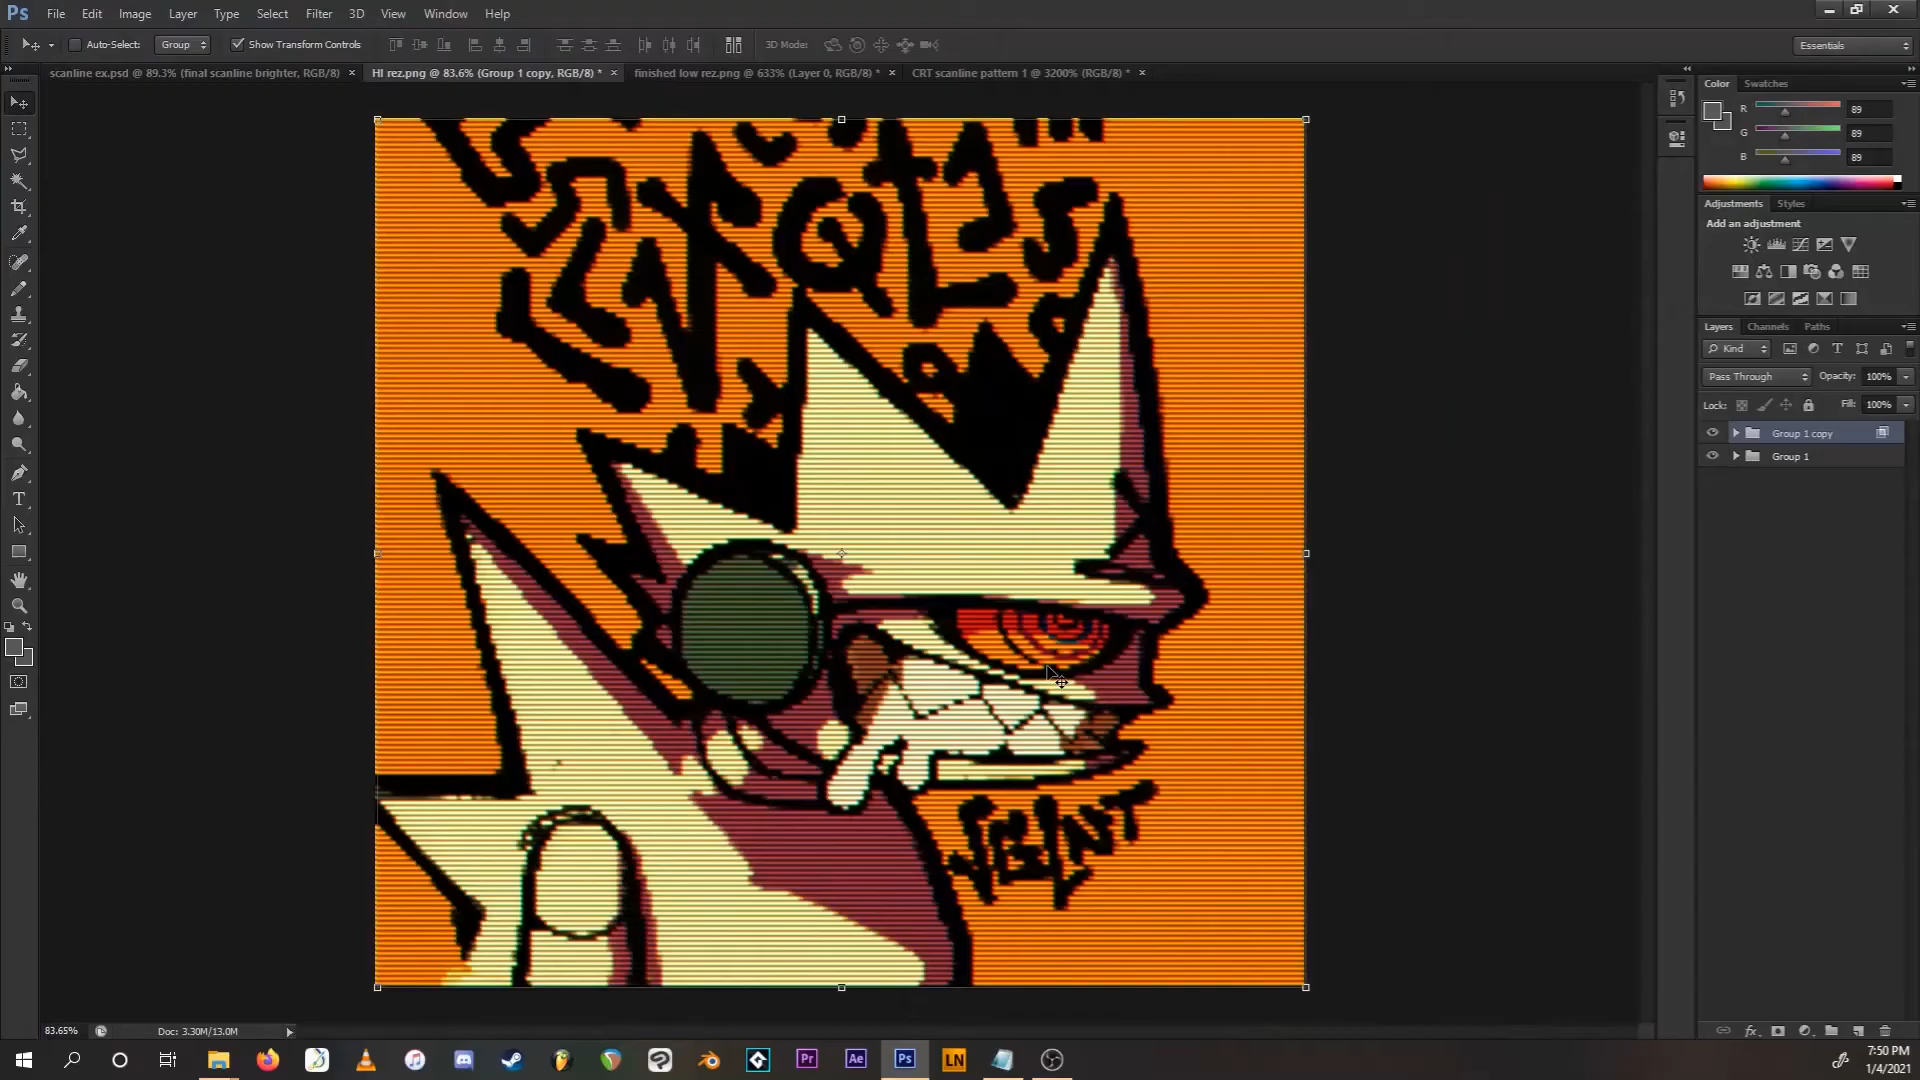 Ps File Edit Image Layer Type Select Filter 3D View Window Help
Auto-Select: Group Show Transform Controls 3D Mode: Essentials
scanline ex.psd @ 89.3% (final scanline brighter, RGB/8) * × HI rez.png @ 83.6% (Group 1 copy, RGB/8) * × finished low rez.png @ 633% (Layer 0, RGB/8) * × CRT scanline pattern 1 @ 3200% (RGB/8) * ×
Color Swatches
R 89
G 89
B 89
Adjustments Styles
Add an adjustment
Layers Channels Paths
Kind
Pass Through Opacity: 100%
Lock: Fill: 100%
Group 1 copy
Group 1
83.65% Doc: 3.30M/13.0M
Pr Ae Ps LN
7:50 PM
1/4/2021